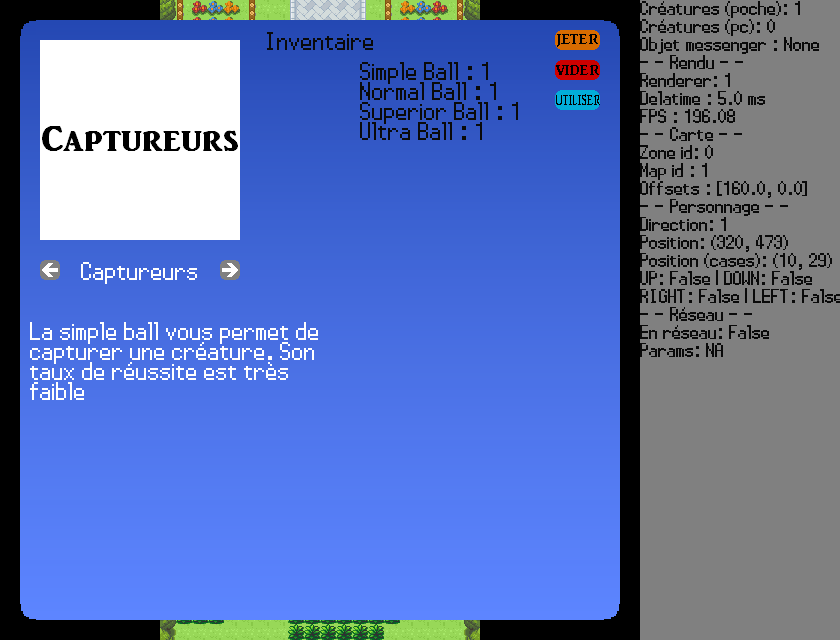 Inventaire
JETER
VIDER
UTILISER
Simple Ball : 1
Normal Ball : 1
Superior Ball : 1
Ultra Ball : 1
CAPTUREURS
Captureurs
La simple ball vous permet de
capturer une créature. Son
taux de réussite est très
faible
Créatures (poche): 1
Créatures (pc): 0
Objet messenger : None
- - Rendu - -
Renderer: 1
Delatime : 5.0 ms
FPS : 196.08
- - Carte - -
Zone id: 0
Map id : 1
Offsets : [160.0, 0.0]
- - Personnage - -
Direction: 1
Position: (320, 473)
Position (cases): (10, 29)
UP: False | DOWN: False
RIGHT: False | LEFT: False
- - Réseau - -
En réseau: False
Params: NA